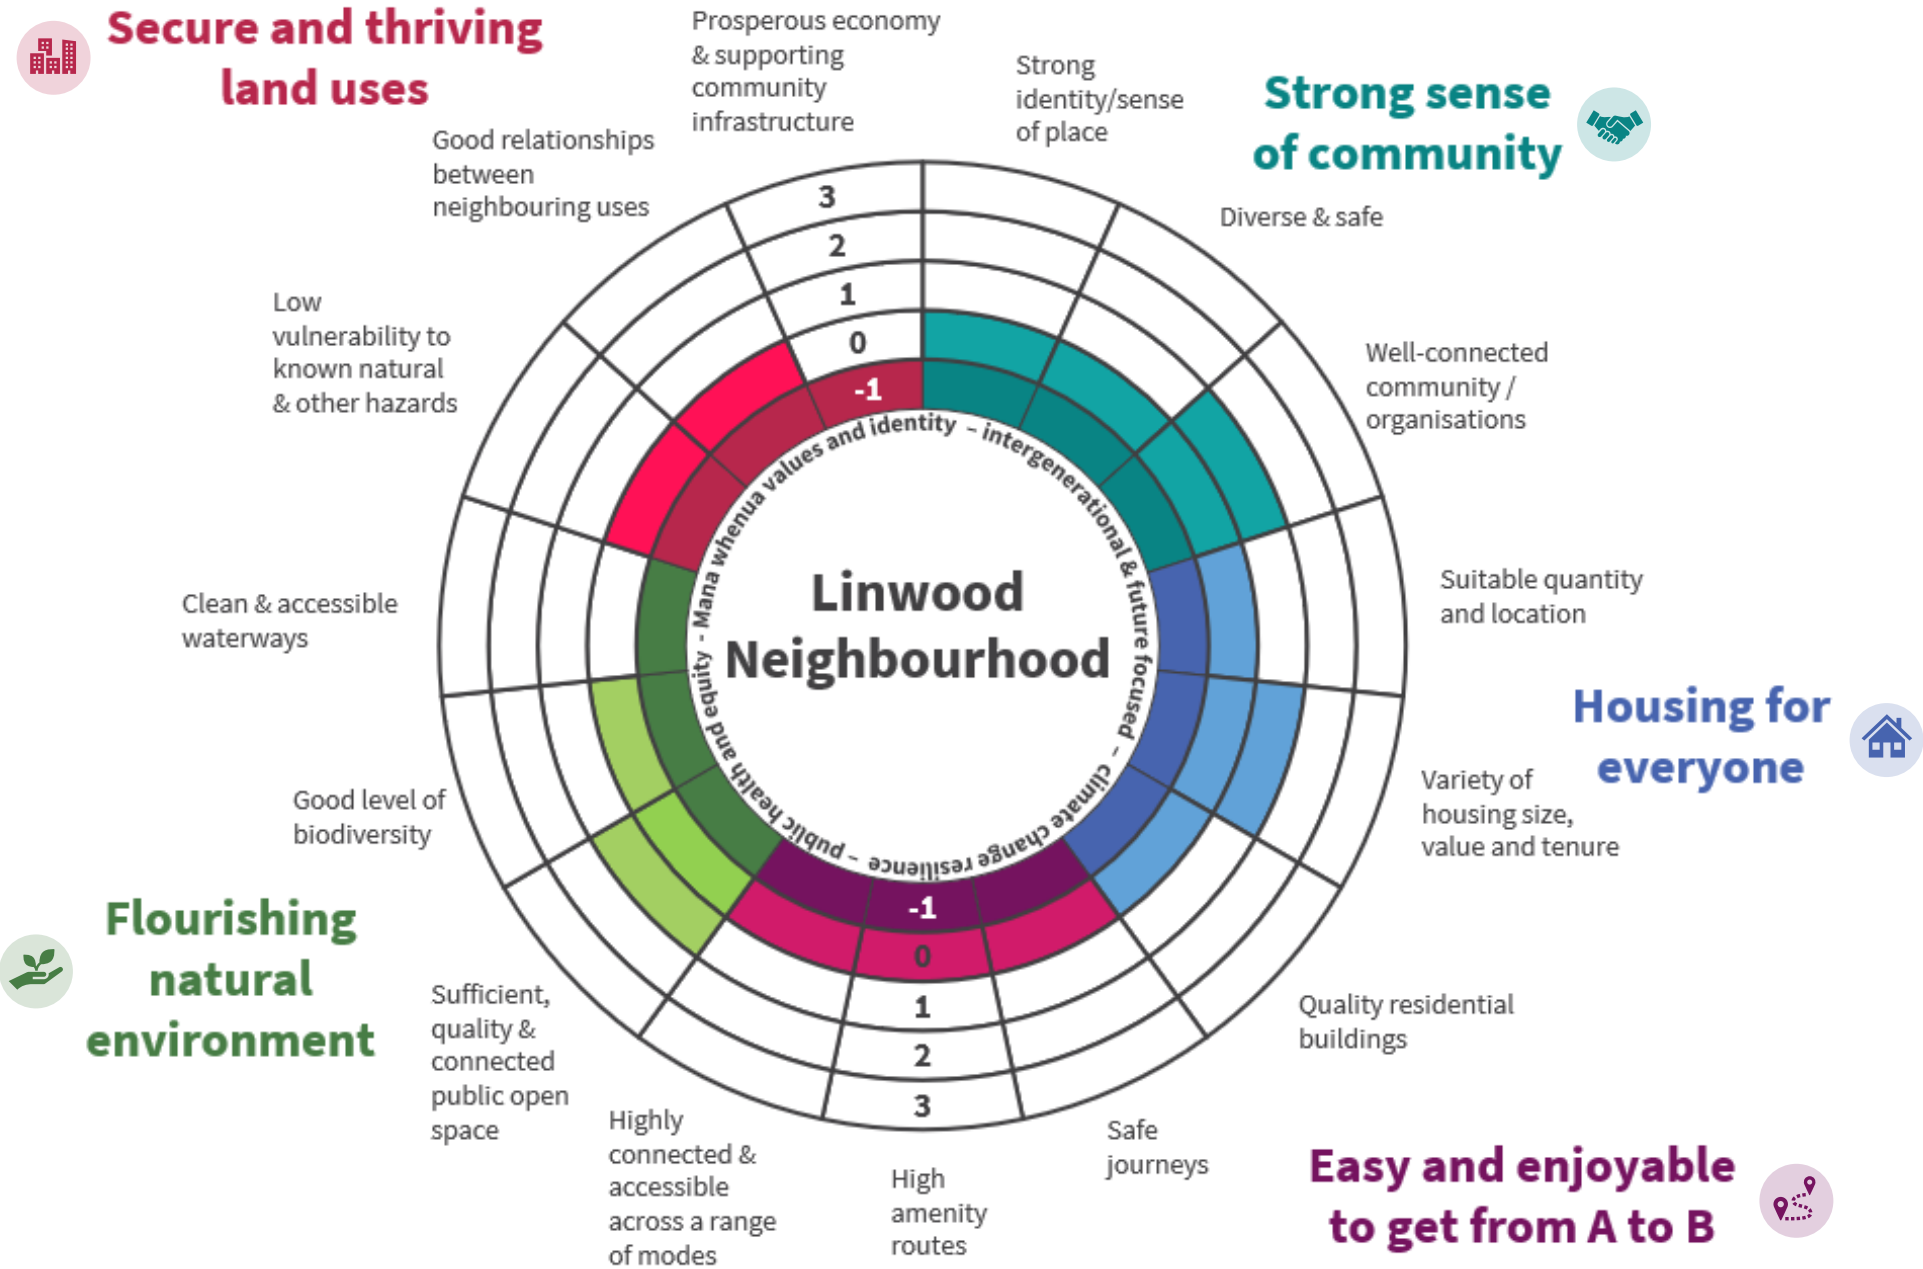 Secure and thriving
land uses
Prosperous economy
& supporting
community
infrastructure
Strong
identity/sense
of place
Strong sense
of community
Good relationships
between
neighbouring uses
Diverse & safe
Low
vulnerability to
known natural
& other hazards
Well-connected
community /
organisations
3
2
1
0
-1
Mana whenua values and identity – intergenerational & future focused – climate change resilience – public health and equity -
Linwood
Neighbourhood
Clean & accessible
waterways
Suitable quantity
and location
Housing for
everyone
Good level of
biodiversity
Variety of
housing size,
value and tenure
Flourishing
natural
environment
-1
0
1
2
3
Sufficient,
quality &
connected
public open
space
Quality residential
buildings
Highly
connected &
accessible
across a range
of modes
High
amenity
routes
Safe
journeys
Easy and enjoyable
to get from A to B